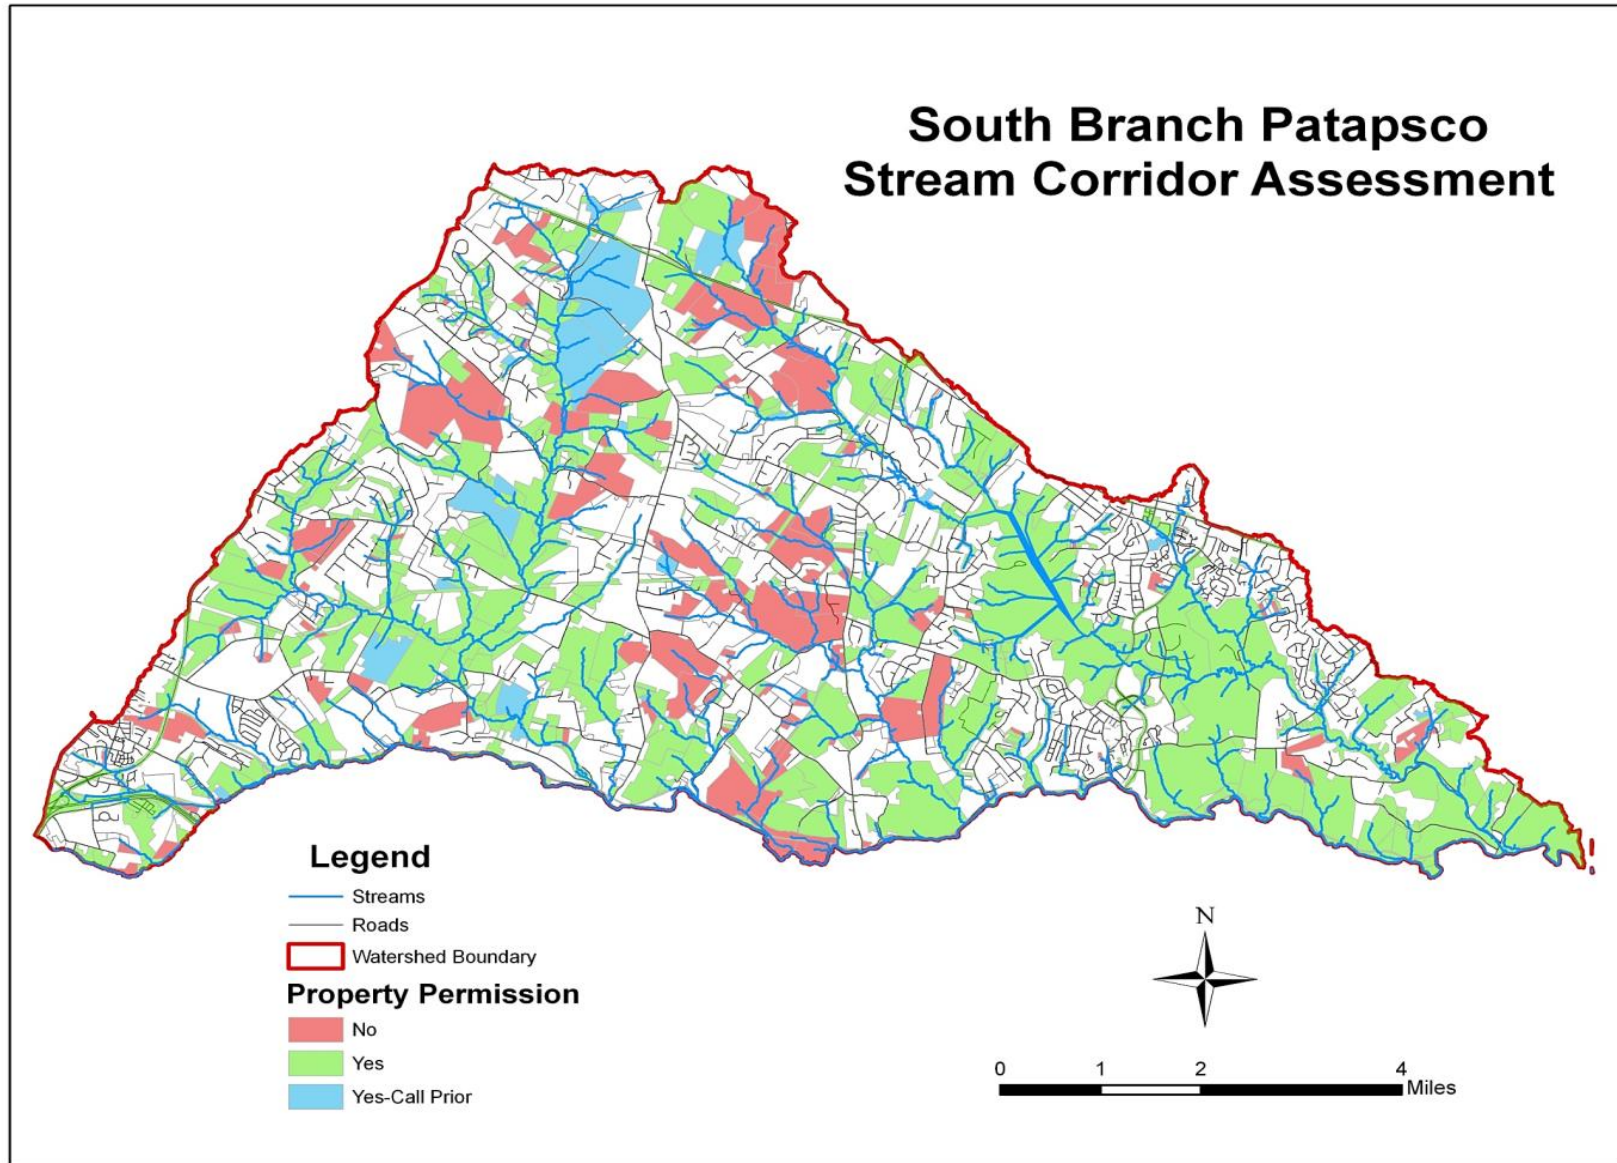 South Branch Patapsco
Stream Corridor Assessment
Legend
Streams
Roads
Watershed Boundary
Property Permission
No
Yes
Yes-Call Prior
N
0 1 2 4
Miles